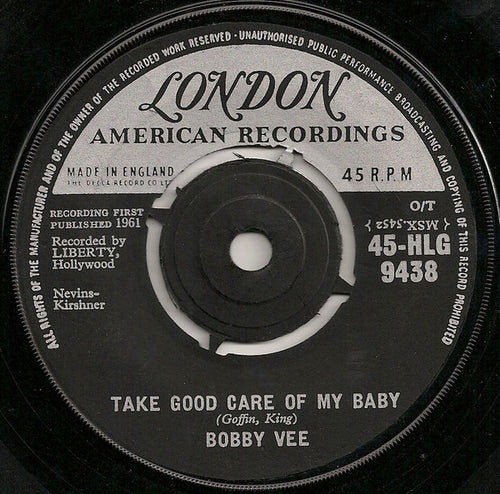 ALL RIGHTS OF THE MANUFACTURER AND OF THE OWNER OF THE RECORDED WORK RESERVED · UNAUTHORISED PUBLIC PERFORMANCE BROADCASTING AND COPYING OF THIS RECORD PROHIBITED
LONDON
AMERICAN RECORDINGS
MADE IN ENGLAND
THE DECCA RECORD CO LTD
45 R.P.M
RECORDING FIRST
PUBLISHED 1961
Recorded by
LIBERTY,
Hollywood
Nevins-
Kirshner
O/T
{ MSX.5452 }
45-HLG
9438
TAKE GOOD CARE OF MY BABY
(Goffin, King)
BOBBY VEE